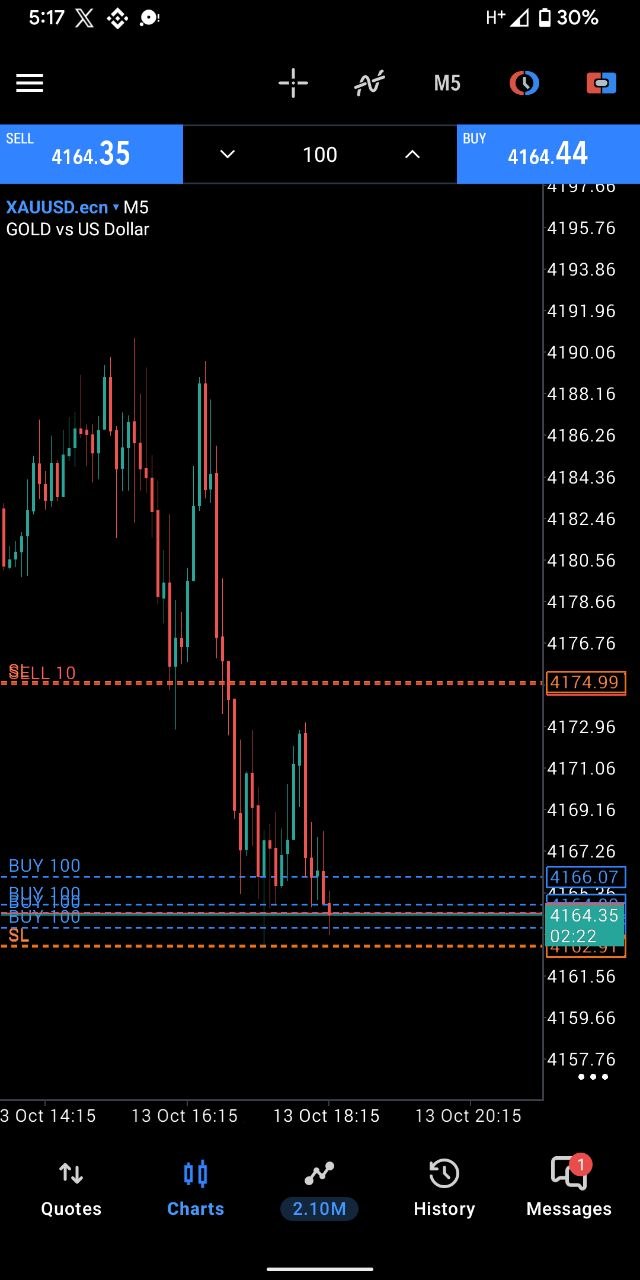 5:17 H+ 30%
M5
SELL 4164.35 100 BUY 4164.44
4197.66
XAUUSD.ecn M5
GOLD vs US Dollar
4195.76
4193.86
4191.96
4190.06
4188.16
4186.26
4184.36
4182.46
4180.56
4178.66
4176.76
SELL 10
SL
4174.99
4172.96
4171.06
4169.16
4167.26
BUY 100
4166.07
BUY 100
BUY 100
4164.35
BUY 100
02:22
SL
4162.91
4161.56
4159.66
4157.76
3 Oct 14:15 13 Oct 16:15 13 Oct 18:15 13 Oct 20:15
1
Quotes Charts 2.10M History Messages